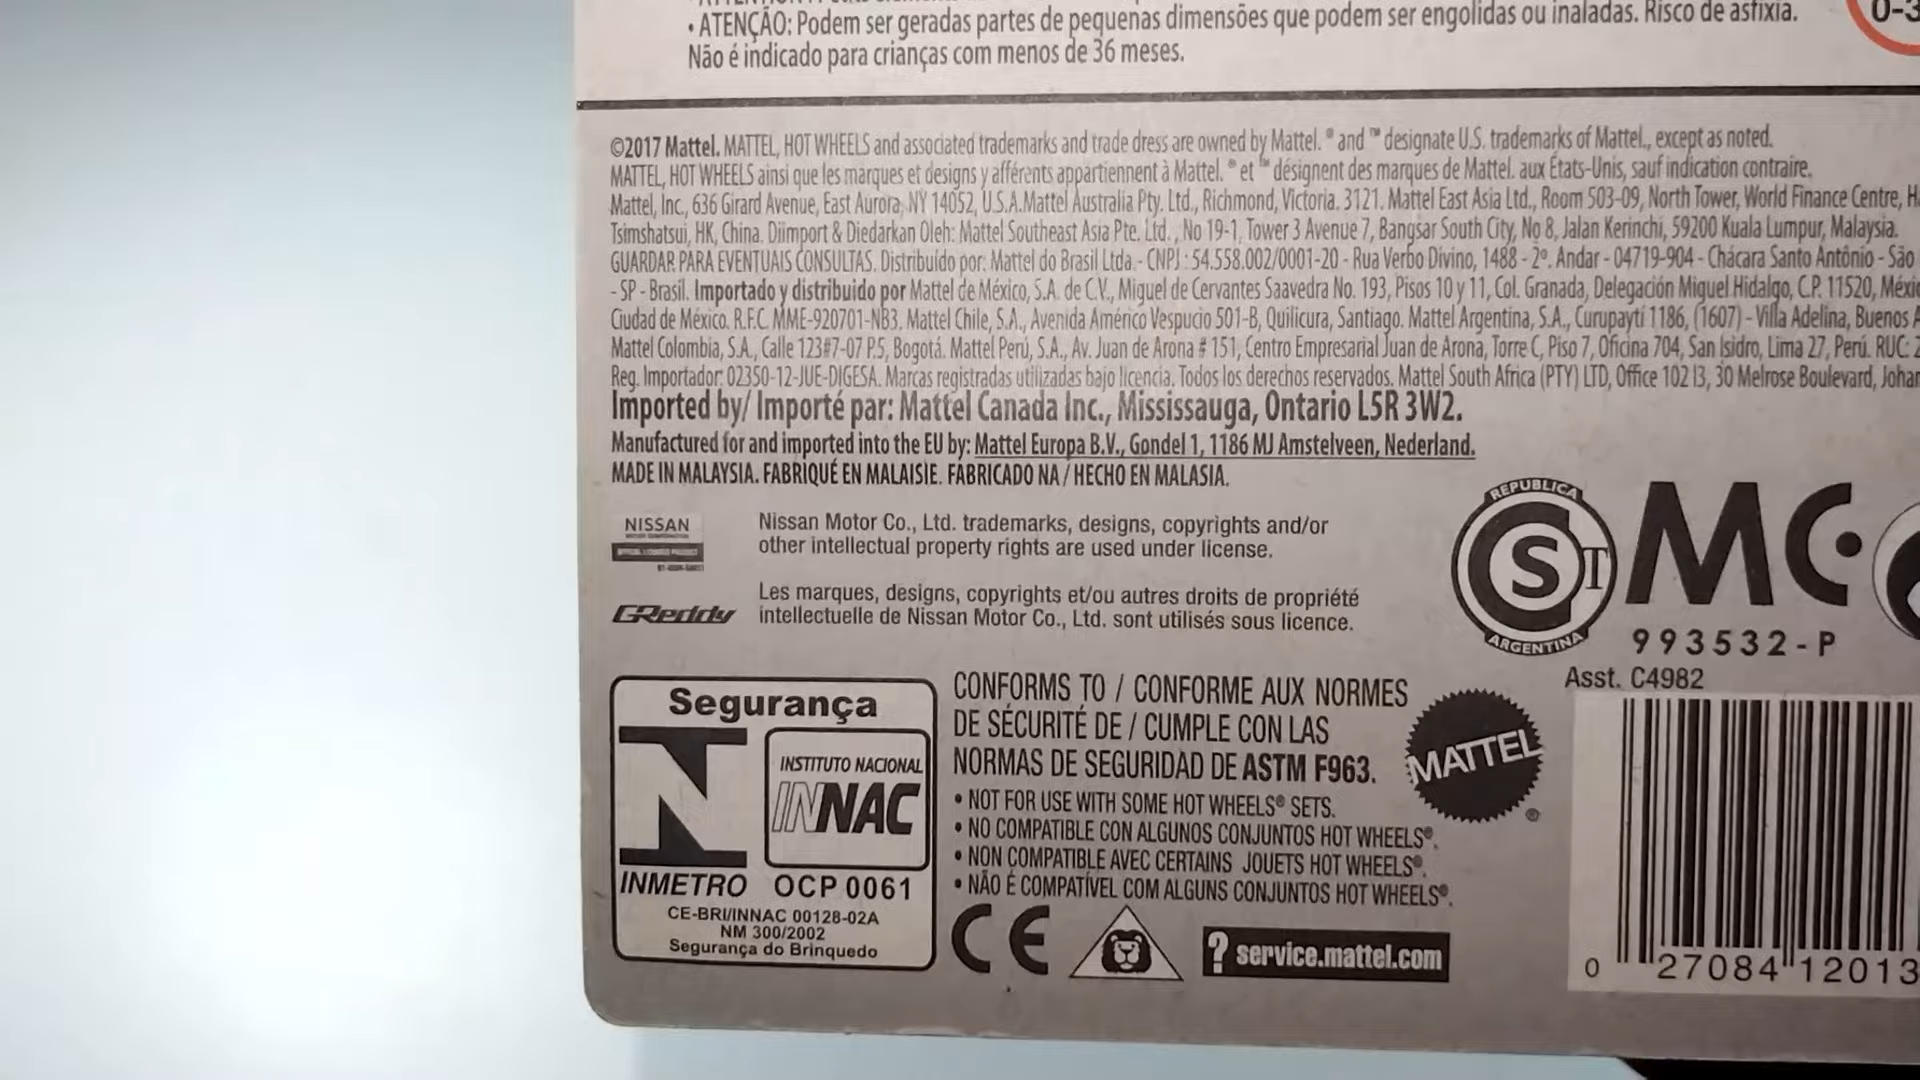 • ATENÇÃO: Podem ser geradas partes de pequenas dimensões que podem ser engolidas ou inaladas. Risco de asfixia.
Não é indicado para crianças com menos de 36 meses.
0-3
©2017 Mattel. MATTEL, HOT WHEELS and associated trademarks and trade dress are owned by Mattel. ® and ™ designate U.S. trademarks of Mattel., except as noted.
MATTEL, HOT WHEELS ainsi que les marques et designs y afférents appartiennent à Mattel. ® et ™ désignent des marques de Mattel. aux États-Unis, sauf indication contraire.
Mattel, Inc., 636 Girard Avenue, East Aurora, NY 14052, U.S.A.Mattel Australia Pty. Ltd., Richmond, Victoria. 3121. Mattel East Asia Ltd., Room 503-09, North Tower, World Finance Centre,
Tsimshatsui, HK, China. Diimport & Diedarkan Oleh: Mattel Southeast Asia Pte. Ltd. , No 19-1, Tower 3 Avenue 7, Bangsar South City, No 8, Jalan Kerinchi, 59200 Kuala Lumpur, Malaysia.
GUARDAR PARA EVENTUAIS CONSULTAS. Distribuído por: Mattel do Brasil Ltda.- CNPJ : 54.558.002/0001-20 - Rua Verbo Divino, 1488 - 2º. Andar - 04719-904 - Chácara Santo Antônio - São
- SP - Brasil. Importado y distribuido por Mattel de México, S.A. de C.V., Miguel de Cervantes Saavedra No. 193, Pisos 10 y 11, Col. Granada, Delegación Miguel Hidalgo, C.P. 11520, Méxic
Ciudad de México. R.F.C. MME-920701-NB3. Mattel Chile, S.A., Avenida Américo Vespucio 501-B, Quilicura, Santiago. Mattel Argentina, S.A., Curupaytí 1186, (1607) - Villa Adelina, Buenos
Mattel Colombia, S.A., Calle 123#7-07 P.5, Bogotá. Mattel Perú, S.A., Av. Juan de Arona # 151, Centro Empresarial Juan de Arona, Torre C, Piso 7, Oficina 704, San Isidro, Lima 27, Perú. RUC:
Reg. Importador: 02350-12-JUE-DIGESA. Marcas registradas utilizadas bajo licencia. Todos los derechos reservados. Mattel South Africa (PTY) LTD, Office 102 I3, 30 Melrose Boulevard, Johan
Imported by/ Importé par: Mattel Canada Inc., Mississauga, Ontario L5R 3W2.
Manufactured for and imported into the EU by: Mattel Europa B.V., Gondel 1, 1186 MJ Amstelveen, Nederland.
MADE IN MALAYSIA. FABRIQUÉ EN MALAISIE. FABRICADO NA / HECHO EN MALASIA.
NISSAN
Nissan Motor Co., Ltd. trademarks, designs, copyrights and/or
other intellectual property rights are used under license.
GReddy
Les marques, designs, copyrights et/ou autres droits de propriété
intellectuelle de Nissan Motor Co., Ltd. sont utilisés sous licence.
REPUBLICA
S T
ARGENTINA
MC
993532-P
Asst. C4982
Segurança
N
INSTITUTO NACIONAL
INNAC
INMETRO OCP 0061
CE-BRI/INNAC 00128-02A
NM 300/2002
Segurança do Brinquedo
CONFORMS TO / CONFORME AUX NORMES
DE SÉCURITÉ DE / CUMPLE CON LAS
NORMAS DE SEGURIDAD DE ASTM F963.
• NOT FOR USE WITH SOME HOT WHEELS® SETS.
• NO COMPATIBLE CON ALGUNOS CONJUNTOS HOT WHEELS®.
• NON COMPATIBLE AVEC CERTAINS JOUETS HOT WHEELS®.
• NÃO É COMPATÍVEL COM ALGUNS CONJUNTOS HOT WHEELS®.
MATTEL
®
CE
? service.mattel.com
0 27084 12013